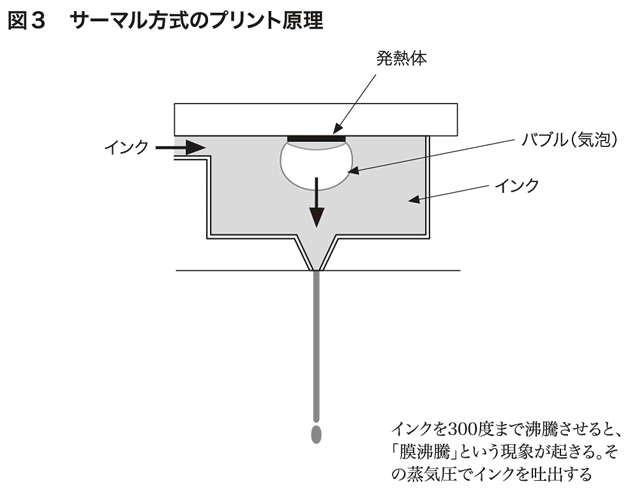 図3 サーマル方式のプリント原理
発熱体
インク
バブル（気泡）
インク
インクを300度まで沸騰させると、
「膜沸騰」という現象が起きる。そ
の蒸気圧でインクを吐出する